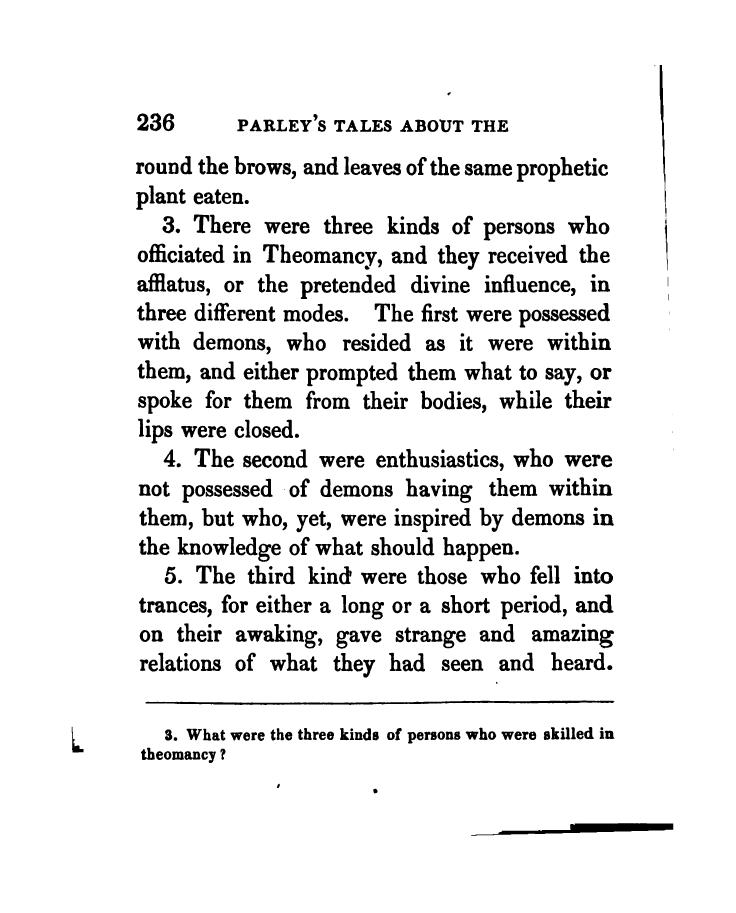 236 PARLEY'S TALES ABOUT THE
round the brows, and leaves of the same prophetic
plant eaten.
3. There were three kinds of persons who
officiated in Theomancy, and they received the
afflatus, or the pretended divine influence, in
three different modes. The first were possessed
with demons, who resided as it were within
them, and either prompted them what to say, or
spoke for them from their bodies, while their
lips were closed.
4. The second were enthusiastics, who were
not possessed of demons having them within
them, but who, yet, were inspired by demons in
the knowledge of what should happen.
5. The third kind were those who fell into
trances, for either a long or a short period, and
on their awaking, gave strange and amazing
relations of what they had seen and heard.
3. What were the three kinds of persons who were skilled in
theomancy?